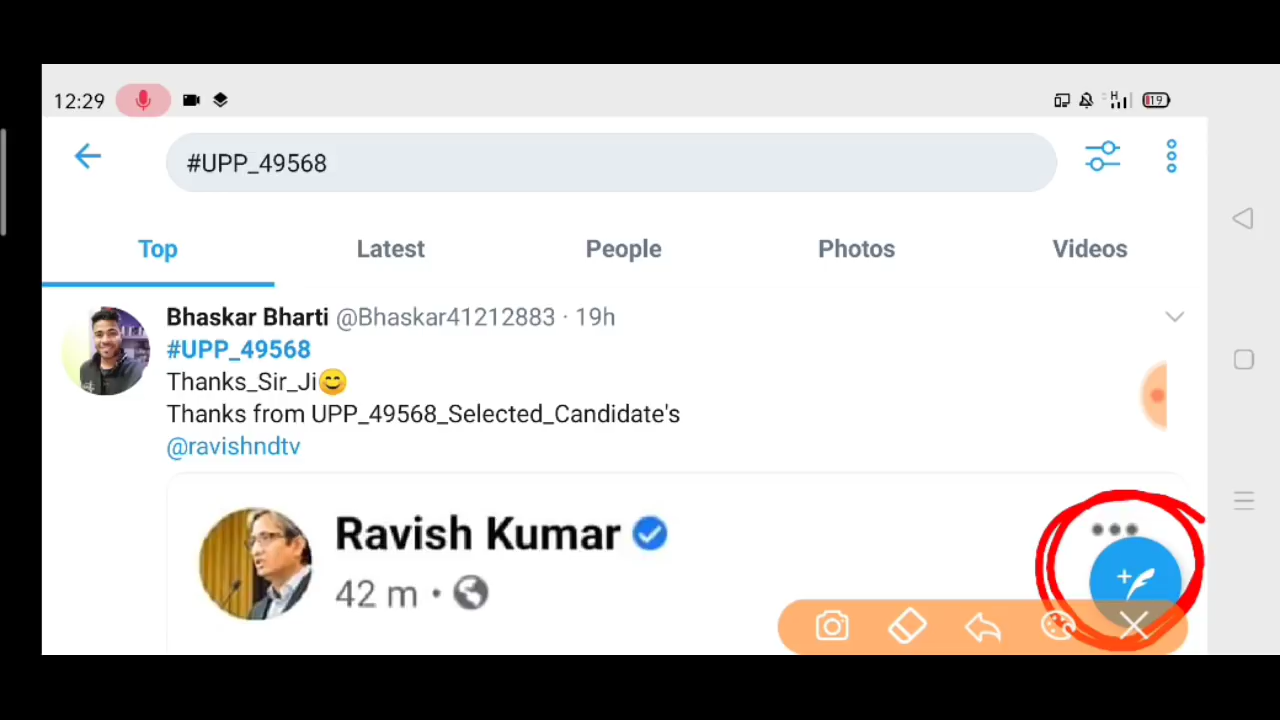 12:29
H
19
#UPP_49568
Top
Latest
People
Photos
Videos
Bhaskar Bharti @Bhaskar41212883 · 19h
#UPP_49568
Thanks_Sir_Ji😊
Thanks from UPP_49568_Selected_Candidate's
@ravishndtv
Ravish Kumar
42 m ·